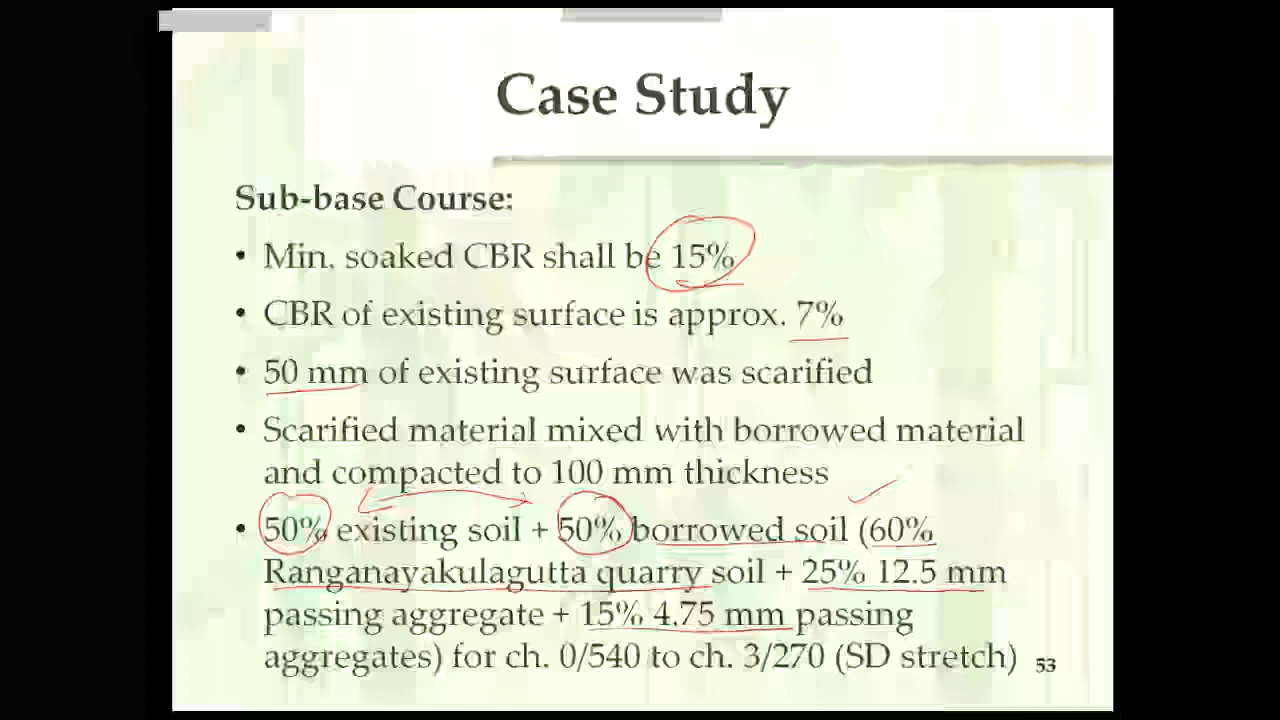 Case Study
Sub-base Course:
• Min. soaked CBR shall be 15%
• CBR of existing surface is approx. 7%
• 50 mm of existing surface was scarified
• Scarified material mixed with borrowed material
and compacted to 100 mm thickness
• 50% existing soil + 50% borrowed soil (60%
Ranganayakulagutta quarry soil + 25% 12.5 mm
passing aggregate + 15% 4.75 mm passing
aggregates) for ch. 0/540 to ch. 3/270 (SD stretch)
53